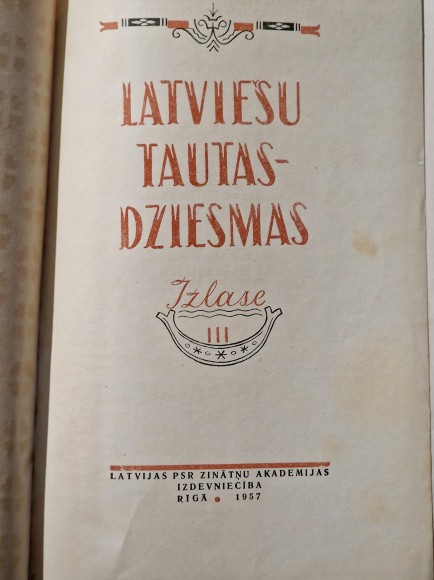 LATVIEŠU
TAUTAS-
DZIESMAS
Izlase
III
LATVIJAS PSR ZINĀTŅU AKADEMIJAS
IZDEVNIECĪBA
RĪGĀ • 1957